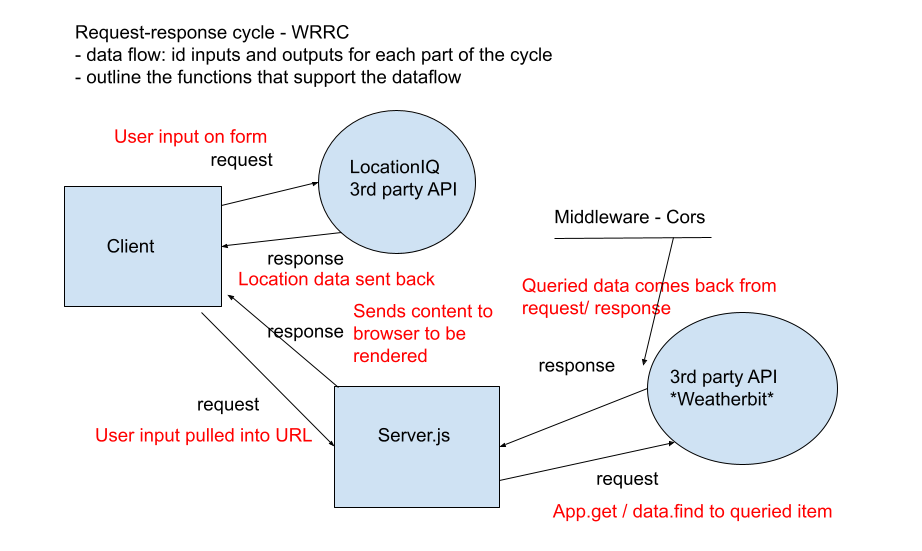 Request-response cycle - WRRC
- data flow: id inputs and outputs for each part of the cycle
- outline the functions that support the dataflow
User input on form
request
LocationIQ
3rd party API
Client
response
Location data sent back
Middleware - Cors
Queried data comes back from
request/ response
Sends content to
browser to be
rendered
response
response
3rd party API
*Weatherbit*
request
User input pulled into URL
Server.js
request
App.get / data.find to queried item